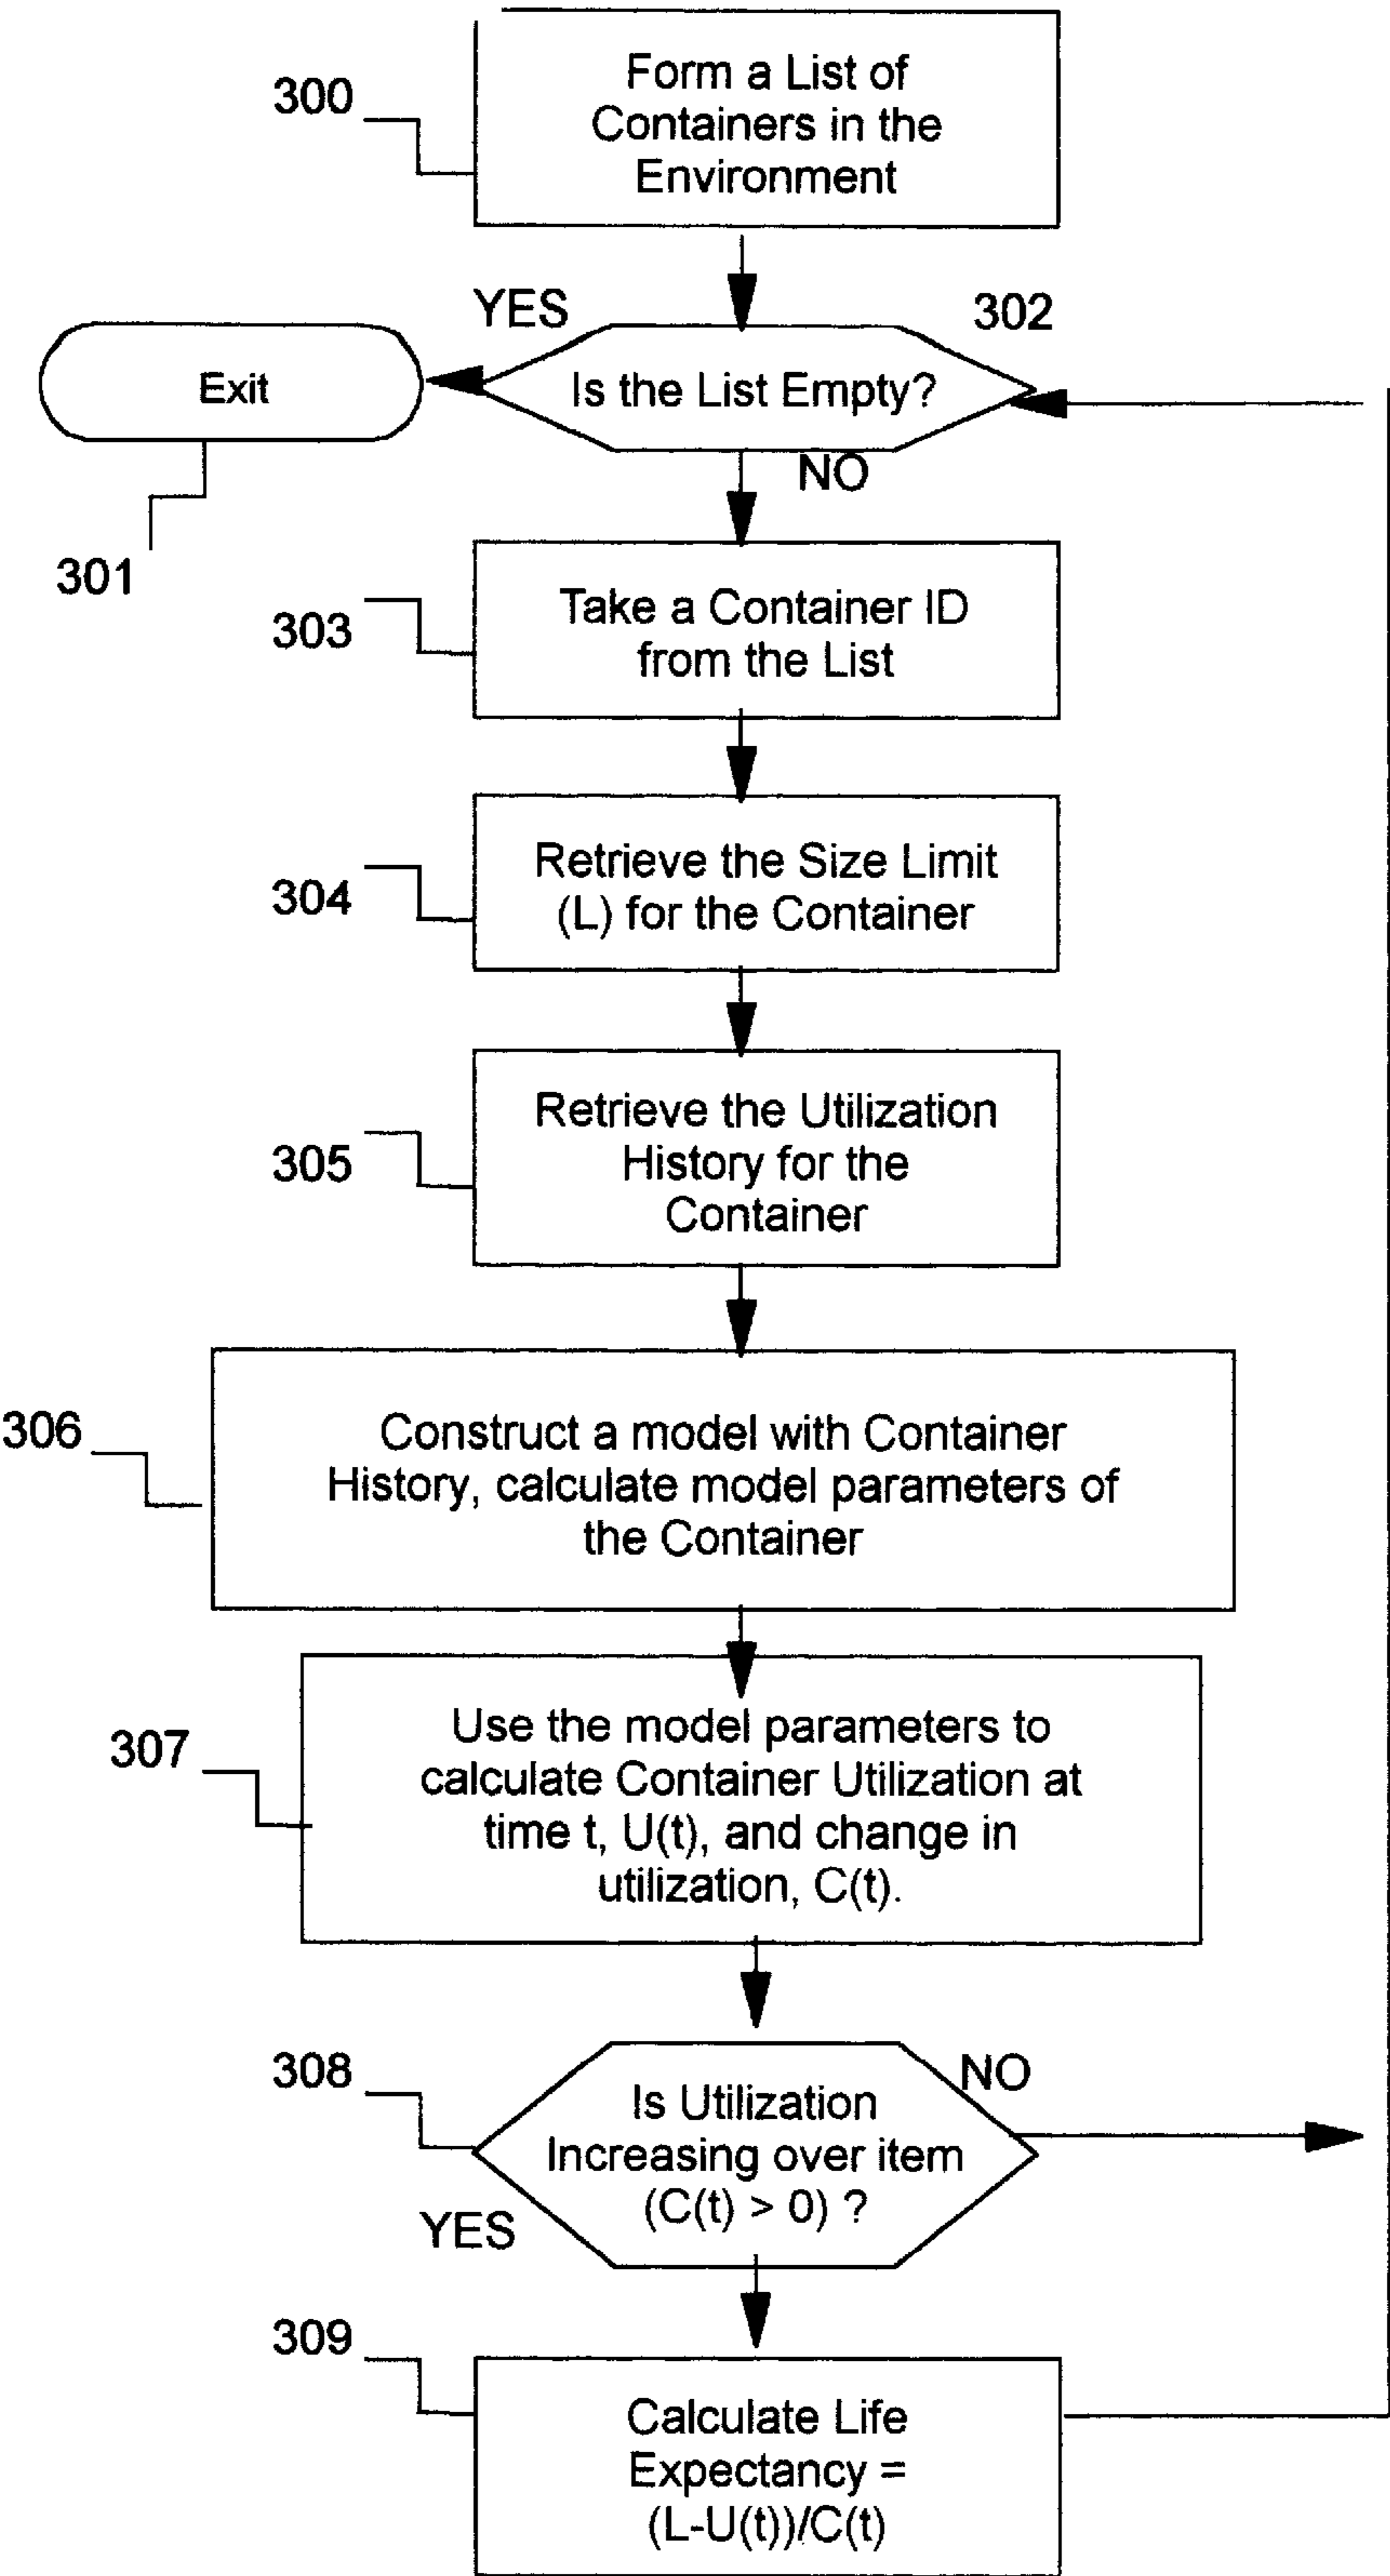 300
Form a List of
Containers in the
Environment
YES
302
Exit
Is the List Empty?
NO
301
303
Take a Container ID
from the List
304
Retrieve the Size Limit
(L) for the Container
305
Retrieve the Utilization
History for the
Container
306
Construct a model with Container
History, calculate model parameters of
the Container
307
Use the model parameters to
calculate Container Utilization at
time t, U(t), and change in
utilization, C(t).
308
NO
Is Utilization
Increasing over item
(C(t) > 0) ?
YES
309
Calculate Life
Expectancy =
(L-U(t))/C(t)